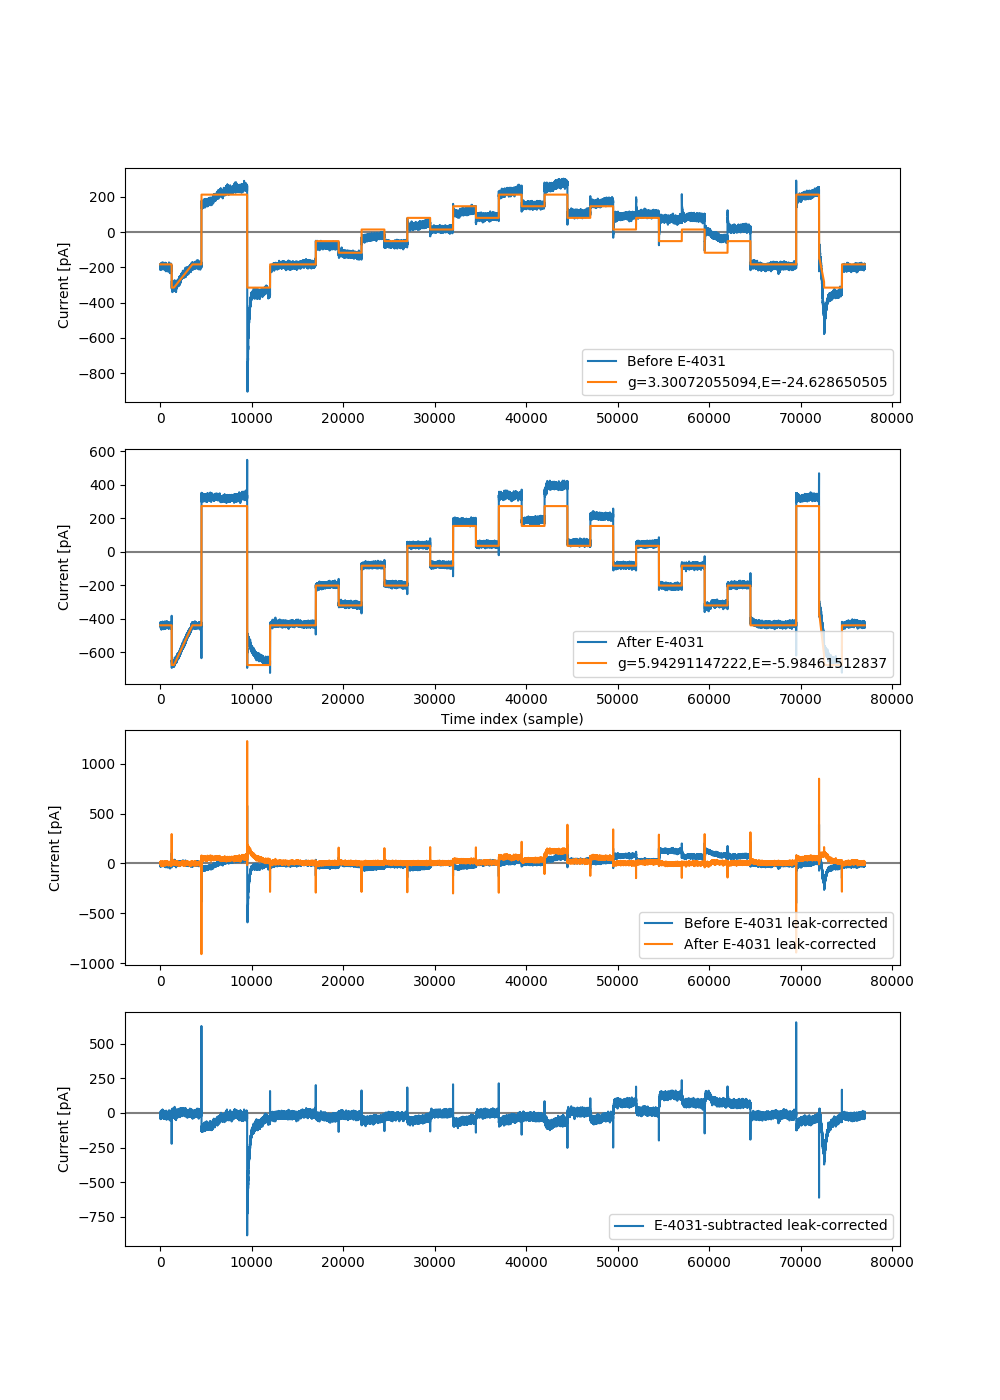 200
0
−200
−400
−600
−800
Current [pA]
Before E-4031
g=3.30072055094,E=-24.628650505
0 10000 20000 30000 40000 50000 60000 70000 80000
600
400
200
0
−200
−400
−600
Current [pA]
After E-4031
g=5.94291147222,E=-5.98461512837
0 10000 20000 30000 40000 50000 60000 70000 80000
Time index (sample)
1000
500
0
−500
−1000
Current [pA]
Before E-4031 leak-corrected
After E-4031 leak-corrected
0 10000 20000 30000 40000 50000 60000 70000 80000
500
250
0
−250
−500
−750
Current [pA]
E-4031-subtracted leak-corrected
0 10000 20000 30000 40000 50000 60000 70000 80000